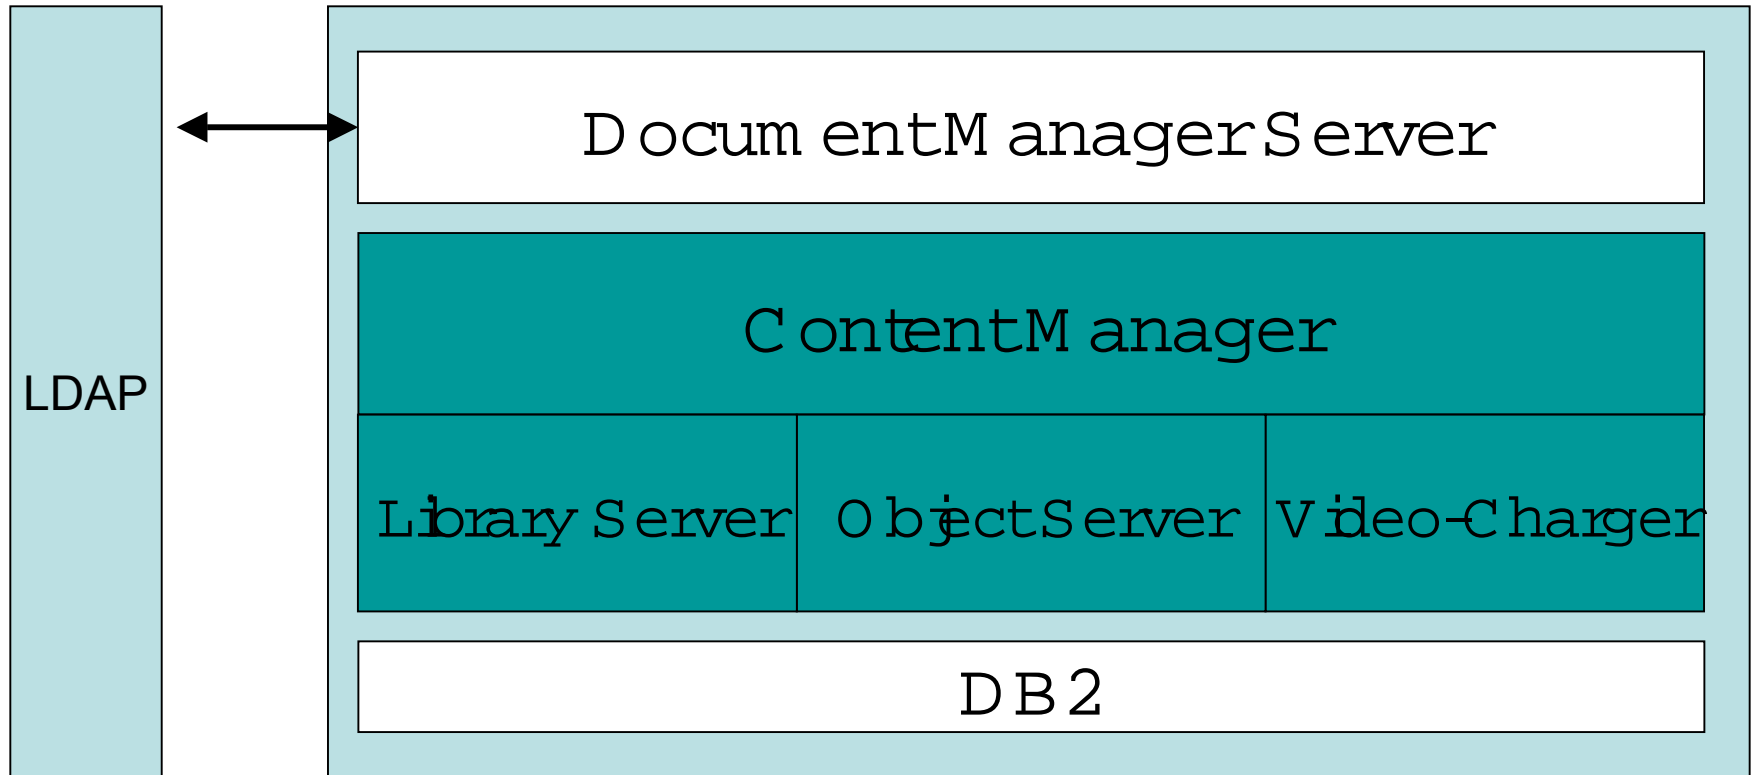 Document Manager Server
Content Manager
LDAP
Library Server
Object Server
Video-Charger
DB2